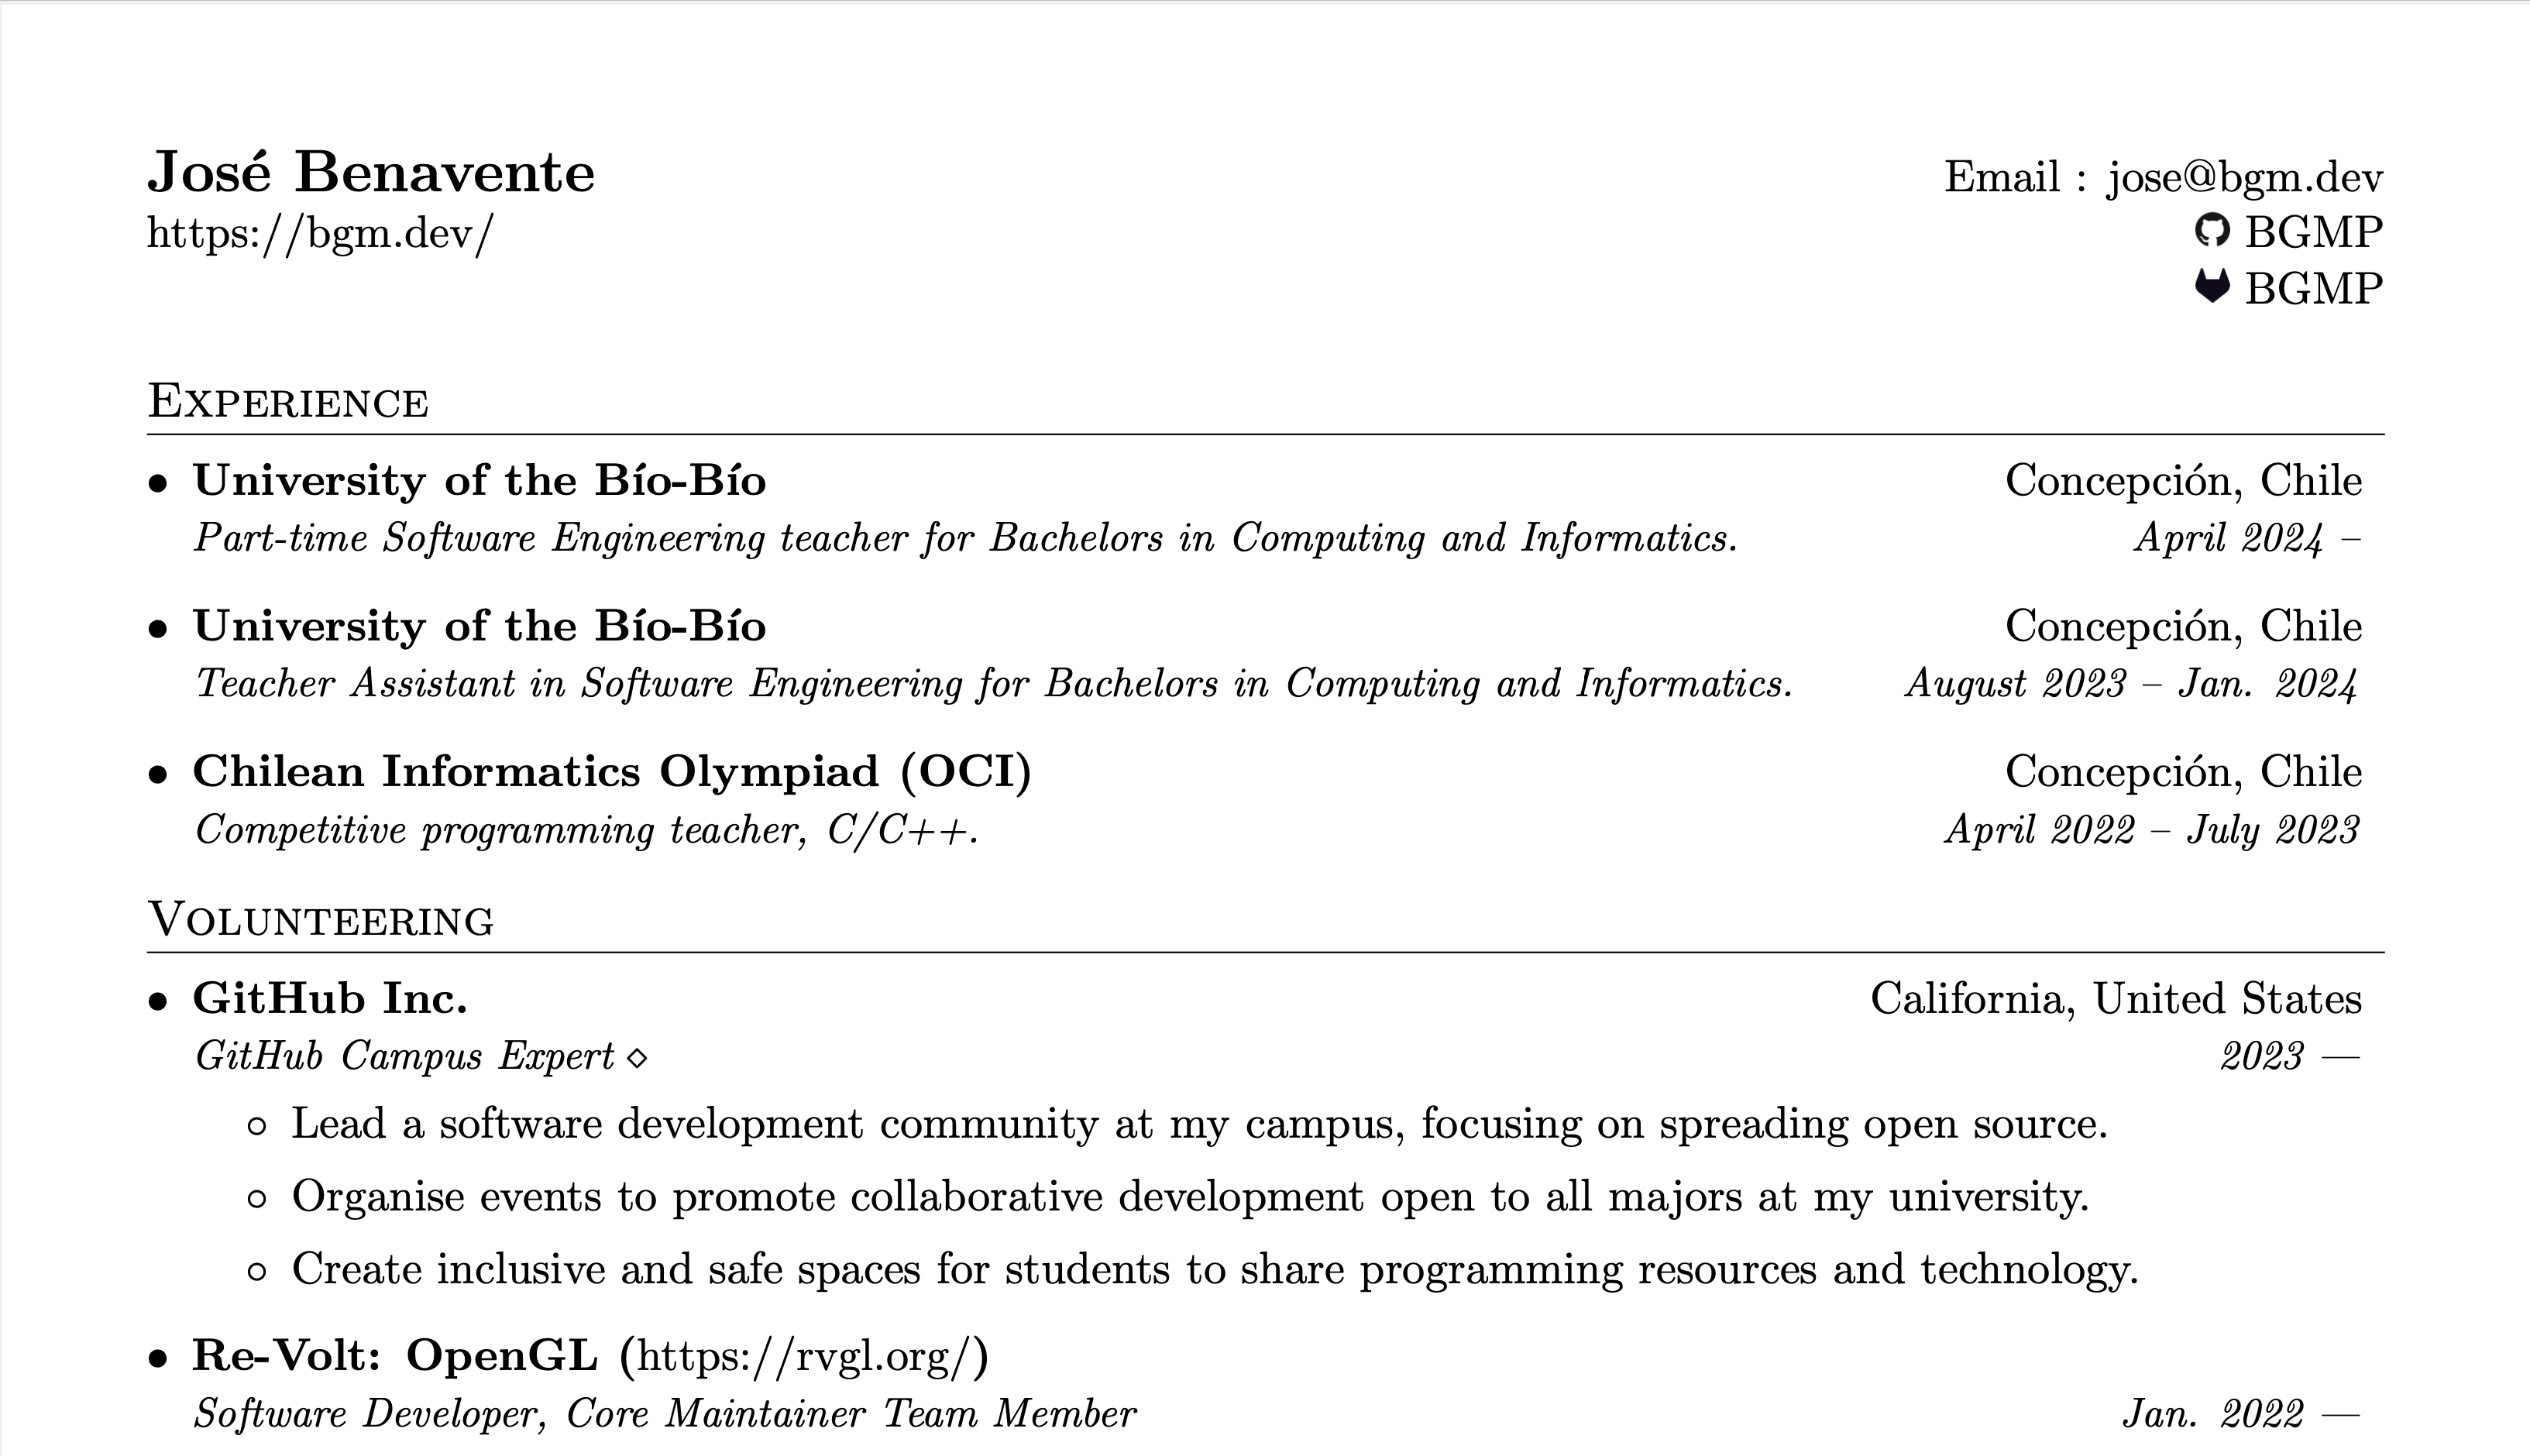 José Benavente
Email : jose@bgm.dev
https://bgm.dev/
BGMP
BGMP
Experience
• University of the Bío-Bío
Concepción, Chile
Part-time Software Engineering teacher for Bachelors in Computing and Informatics.
April 2024 –
• University of the Bío-Bío
Concepción, Chile
Teacher Assistant in Software Engineering for Bachelors in Computing and Informatics.
August 2023 – Jan. 2024
• Chilean Informatics Olympiad (OCI)
Concepción, Chile
Competitive programming teacher, C/C++.
April 2022 – July 2023
Volunteering
• GitHub Inc.
California, United States
GitHub Campus Expert ⋄
2023 —
◦ Lead a software development community at my campus, focusing on spreading open source.
◦ Organise events to promote collaborative development open to all majors at my university.
◦ Create inclusive and safe spaces for students to share programming resources and technology.
• Re-Volt: OpenGL (https://rvgl.org/)
Software Developer, Core Maintainer Team Member
Jan. 2022 —